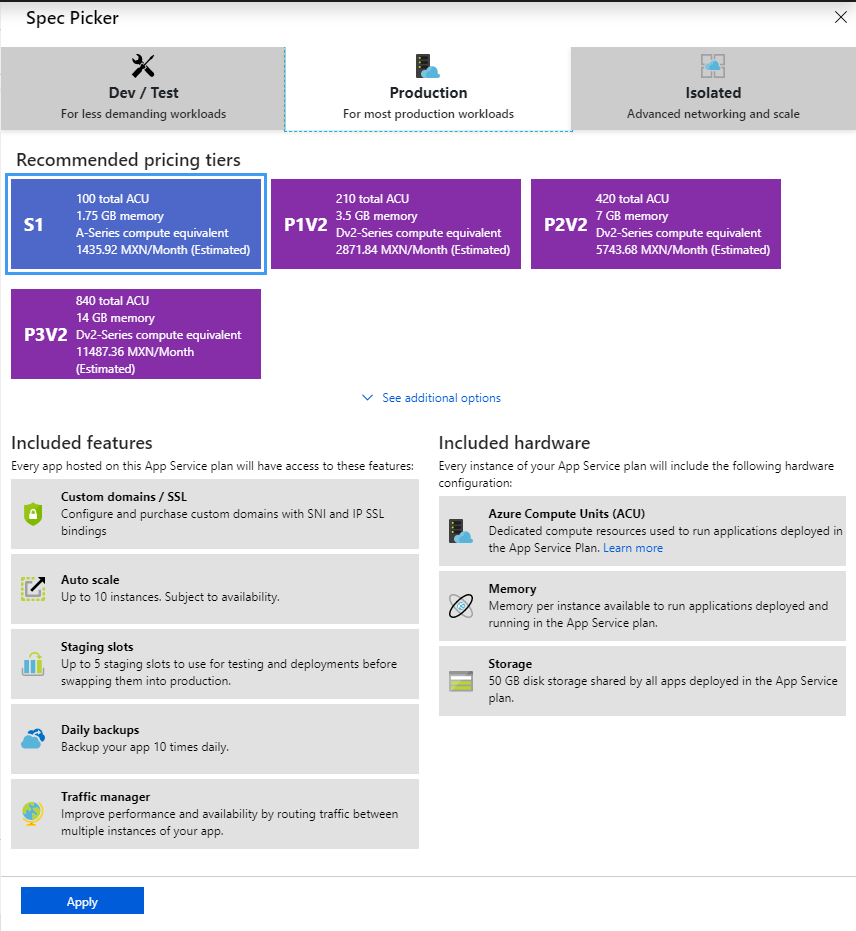 Spec Picker
Dev / Test
For less demanding workloads
Production
For most production workloads
Isolated
Advanced networking and scale
Recommended pricing tiers
S1
100 total ACU
1.75 GB memory
A-Series compute equivalent
1435.92 MXN/Month (Estimated)
P1V2
210 total ACU
3.5 GB memory
Dv2-Series compute equivalent
2871.84 MXN/Month (Estimated)
P2V2
420 total ACU
7 GB memory
Dv2-Series compute equivalent
5743.68 MXN/Month (Estimated)
P3V2
840 total ACU
14 GB memory
Dv2-Series compute equivalent
11487.36 MXN/Month
(Estimated)
See additional options
Included features
Every app hosted on this App Service plan will have access to these features:
Custom domains / SSL
Configure and purchase custom domains with SNI and IP SSL
bindings
Auto scale
Up to 10 instances. Subject to availability.
Staging slots
Up to 5 staging slots to use for testing and deployments before
swapping them into production.
Daily backups
Backup your app 10 times daily.
Traffic manager
Improve performance and availability by routing traffic between
multiple instances of your app.
Included hardware
Every instance of your App Service plan will include the following hardware
configuration:
Azure Compute Units (ACU)
Dedicated compute resources used to run applications deployed in
the App Service Plan. Learn more
Memory
Memory per instance available to run applications deployed and
running in the App Service plan.
Storage
50 GB disk storage shared by all apps deployed in the App Service
plan.
Apply